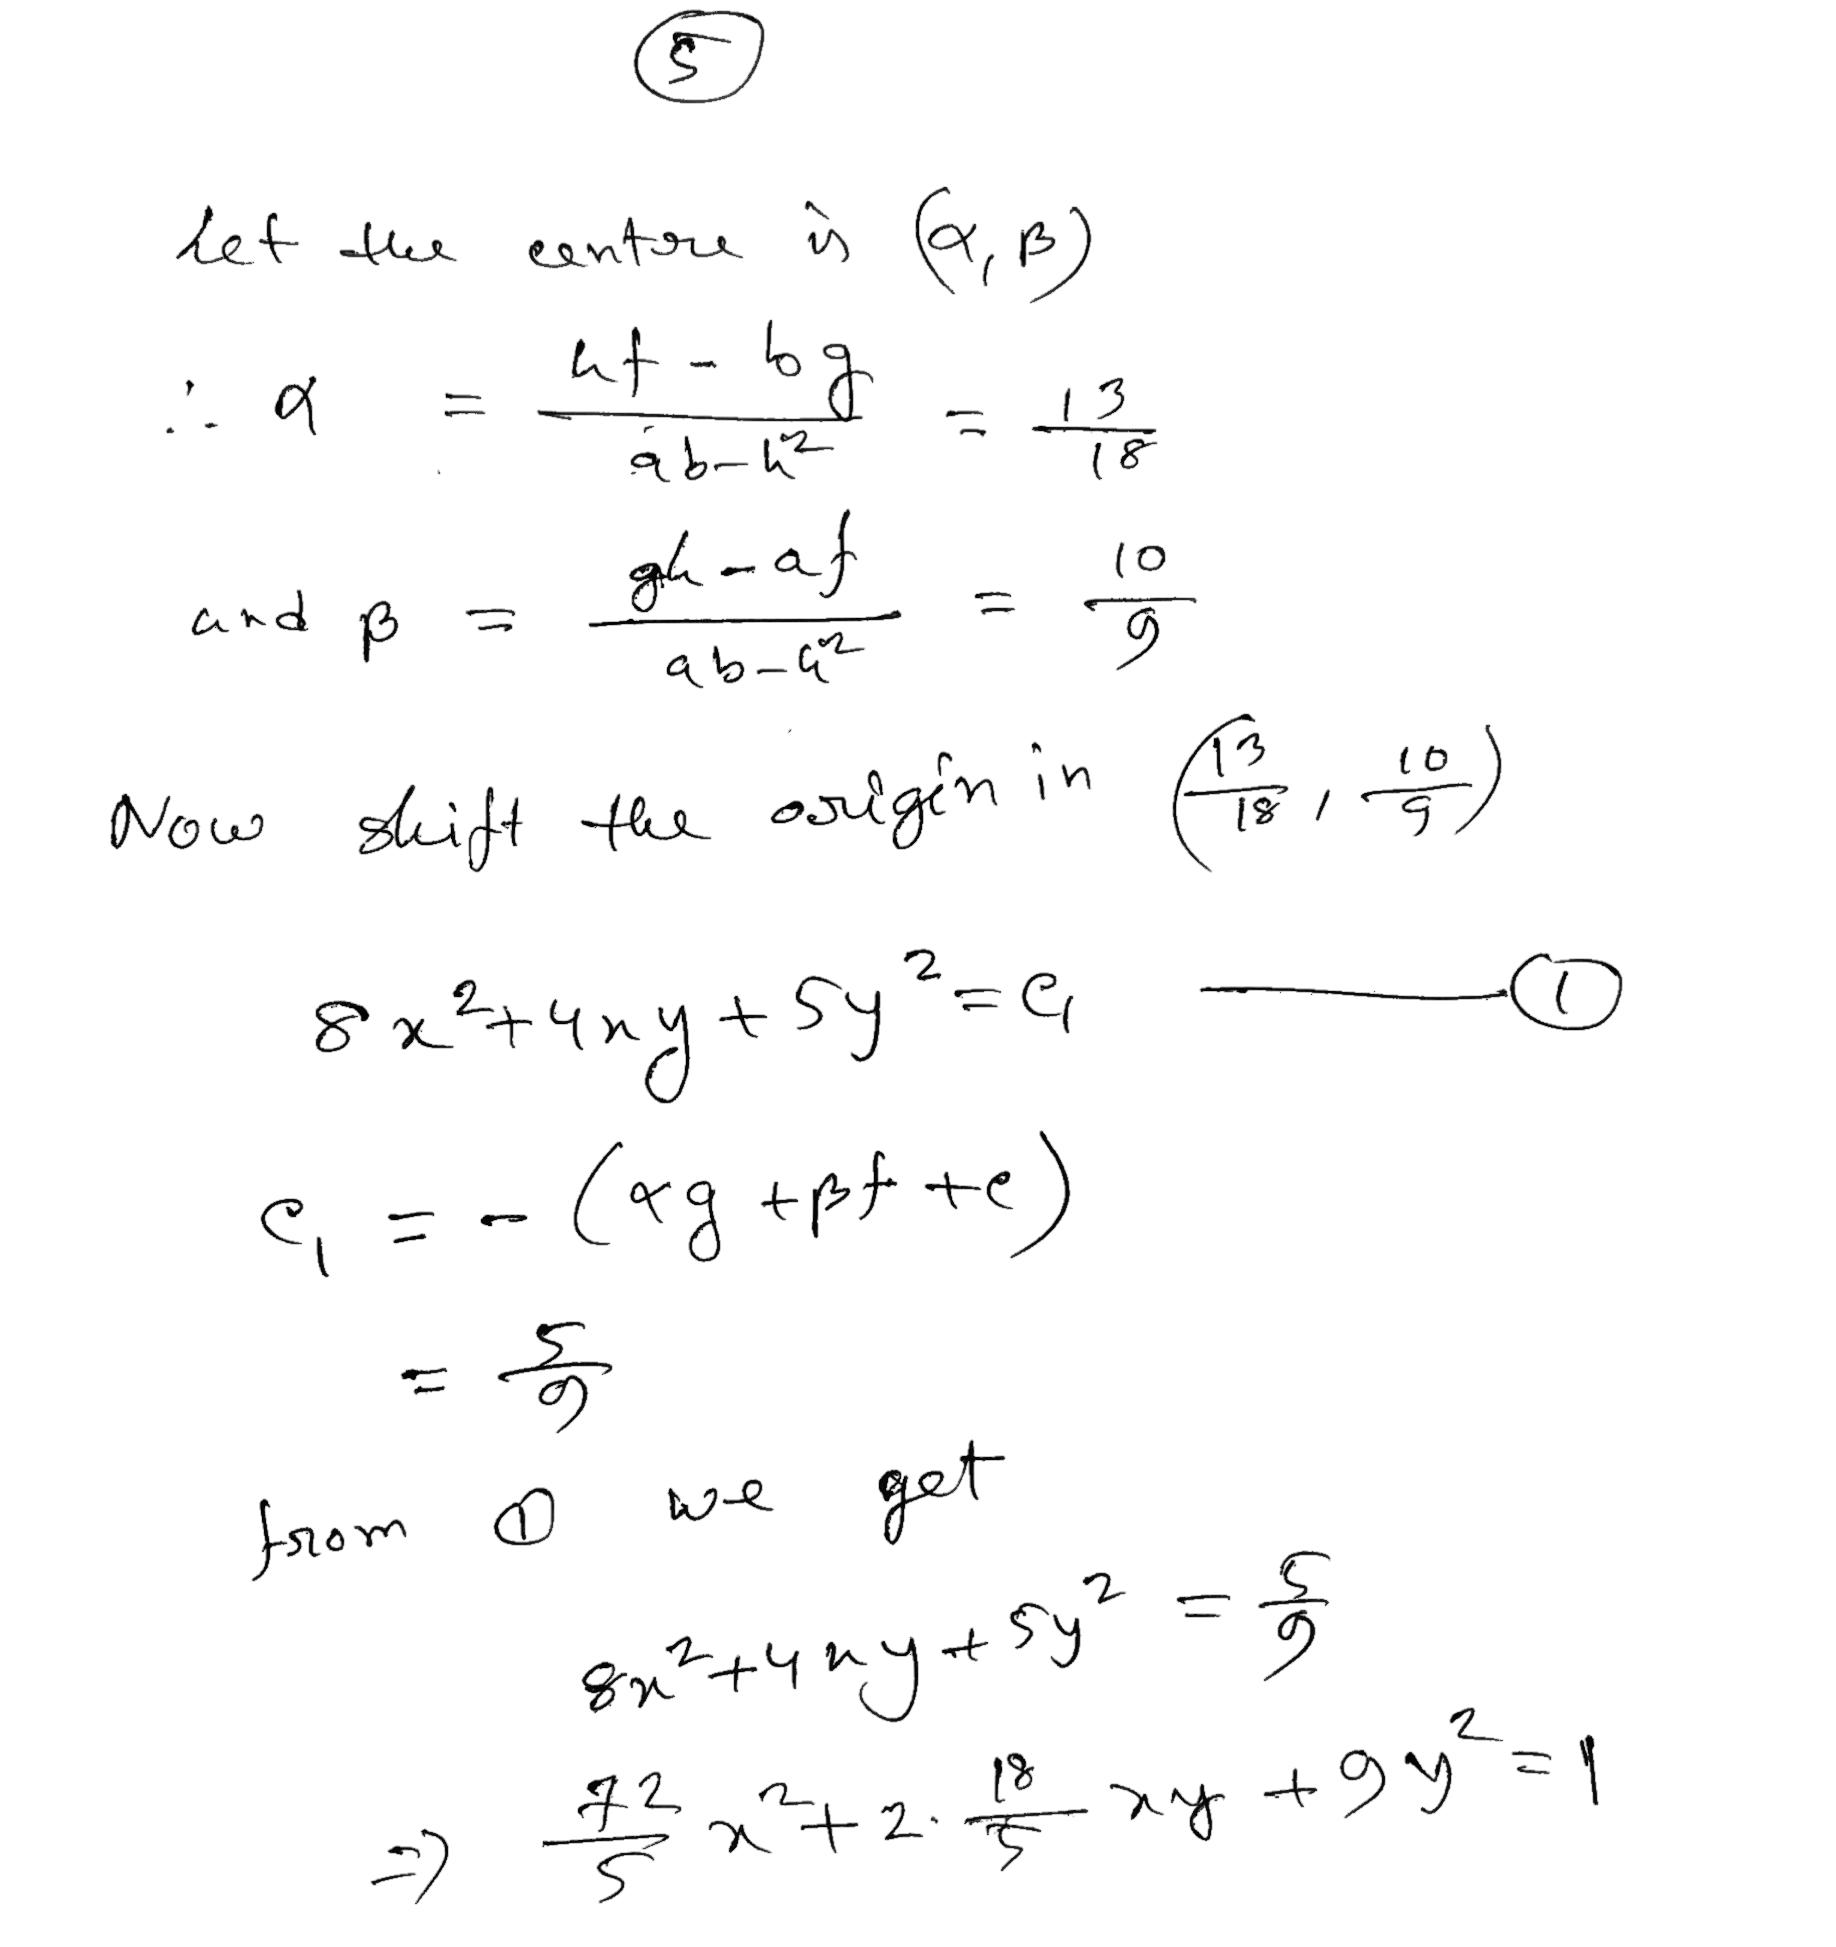 5
Let the centre is (α, β)
∴ α = (hf - bg)/(ab - h²) = 13/18
and β = (gh - af)/(ab - h²) = 10/9
Now shift the origin in (13/18, 10/9)
8x² + 4xy + 5y² = c₁ ——— ①
c₁ = - (αg + βf + c)
= 5/9
from ① we get
8x² + 4xy + 5y² = 5/9
⇒ 72/5 x² + 2. 18/5 xy + 9y² = 1